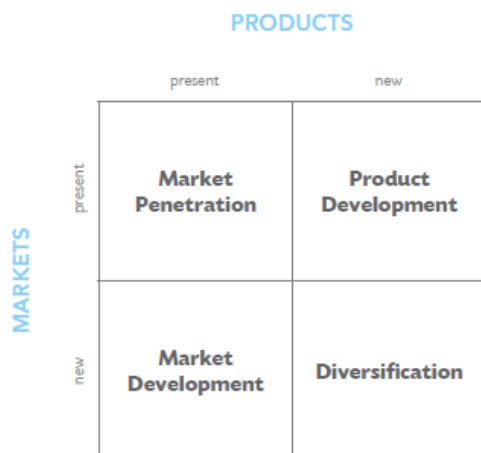 PRODUCTS
present
new
present
Market
Penetration
Product
Development
MARKETS
new
Market
Development
Diversification